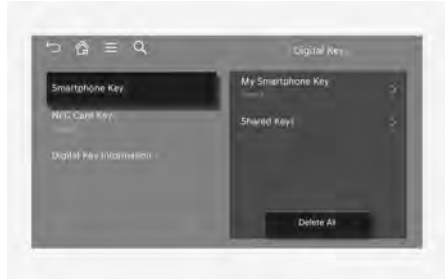 Digital Key
Smartphone Key
My Smartphone Key
NFC Card Key
Shared Keys
Digital Key Information
Delete All